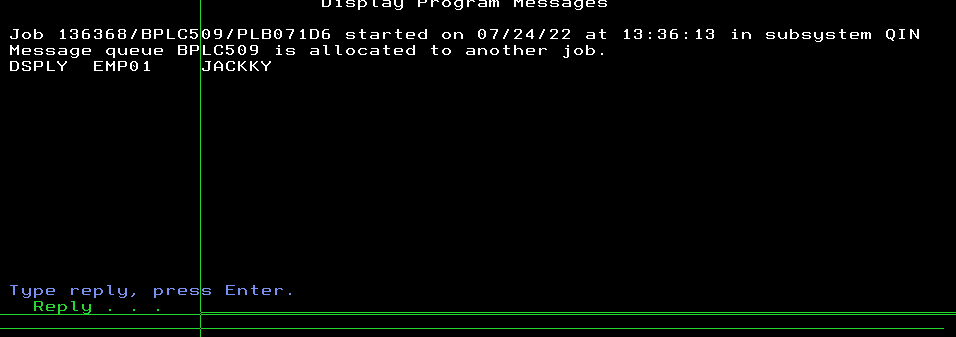 Display Program Messages
Job 136368/BPLC509/PLB071D6 started on 07/24/22 at 13:36:13 in subsystem QIN
Message queue BPLC509 is allocated to another job.
DSPLY  EMP01    JACKKY
Type reply, press Enter.
Reply . . .